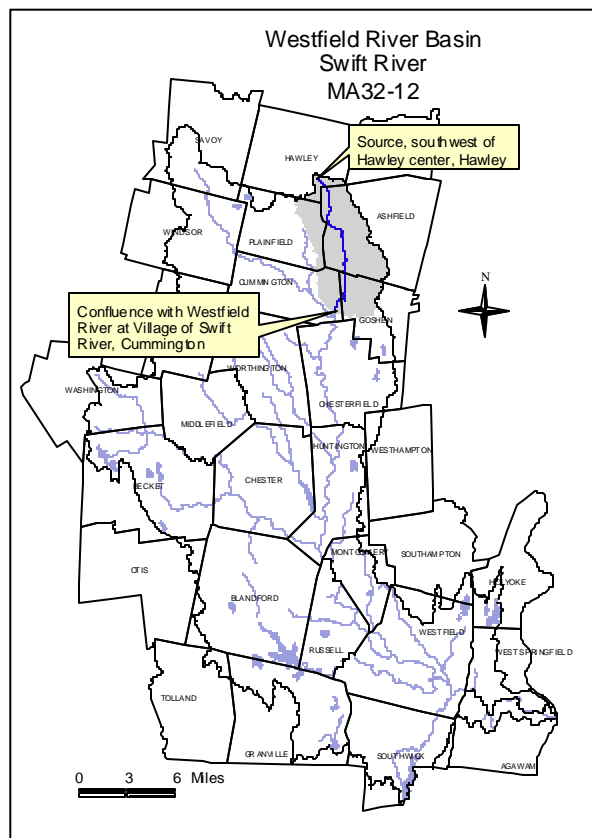 Westfield River Basin
Swift River
MA32-12
SAVOY
HAWLEY
Source, southwest of
Hawley center, Hawley
ASHFIELD
WINDSOR
PLAINFIELD
CUMMINGTON
N
Confluence with Westfield
River at Village of Swift
River, Cummington
GOSHEN
WORTHINGTON
WASHINGTON
CHESTERFIELD
MIDDLEFIELD
HUNTINGTON
WESTHAMPTON
BECKET
CHESTER
MONTGOMERY
SOUTHAMPTON
OTIS
HOLYOKE
BLANDFORD
WESTFIELD
RUSSELL
WEST SPRINGFIELD
TOLLAND
GRANVILLE
SOUTHWICK
AGAWAM
0 3 6 Miles